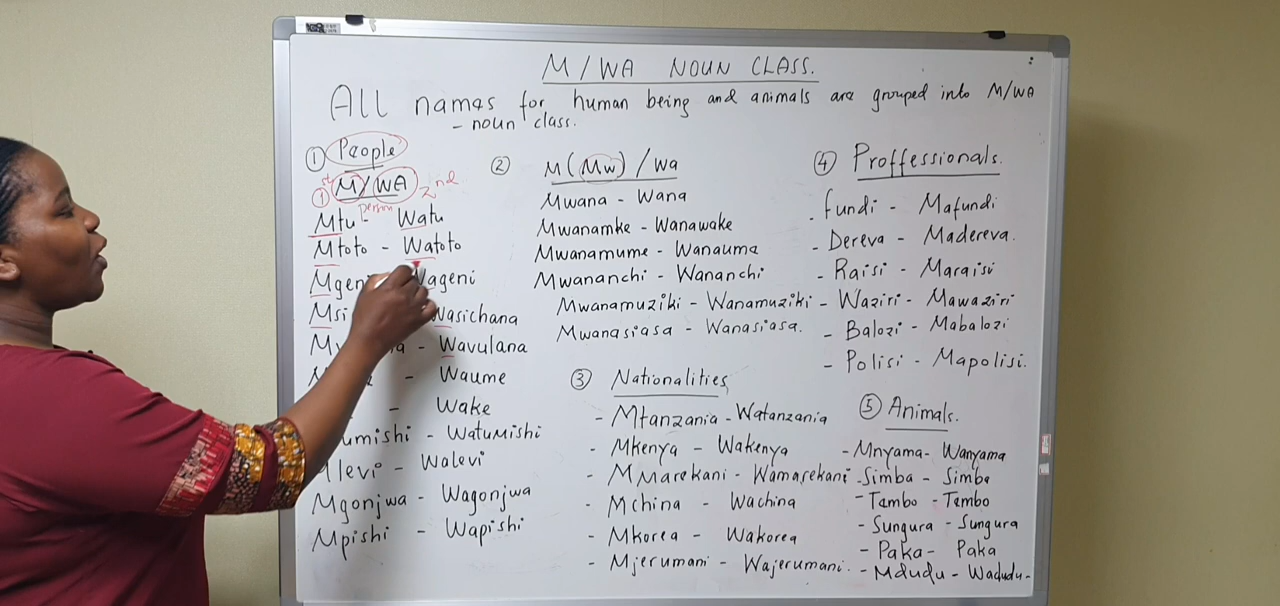 M/WA NOUN CLASS.
All names for human being and animals are grouped into M/WA
- noun class.
① People
1st M/WA 2nd
person
Mtu - Watu
Mtoto - Watoto
Mgeni Wageni
Msi Wasichana
Wavulana
- Waume
- Wake
umishi - Watumishi
Mlevi - Walevi
Mgonjwa - Wagonjwa
Mpishi - Wapishi
② M(Mw)/Wa
Mwana - Wana
Mwanamke - Wanawake
Mwanamume - Wanauma
Mwananchi - Wananchi
Mwanamuziki - Wanamuziki
Mwanasiasa - Wanasiasa.
③ Nationalities
- Mtanzania - Watanzania
- Mkenya - Wakenya
- MMarekani - Wamarekani
- Mchina - Wachina
- Mkorea - Wakorea
- Mjerumani - Wajerumani.
④ Proffessionals.
- fundi - Mafundi
- Dereva - Madereva.
- Raisi - Maraisi
- Waziri - Mawaziri
- Balozi - Mabalozi
- Polisi - Mapolisi.
⑤ Animals.
- Mnyama - Wanyama
- Simba - Simba
- Tembo - Tembo
- Sungura - Sungura
- Paka - Paka
- Mdudu - Wadudu -